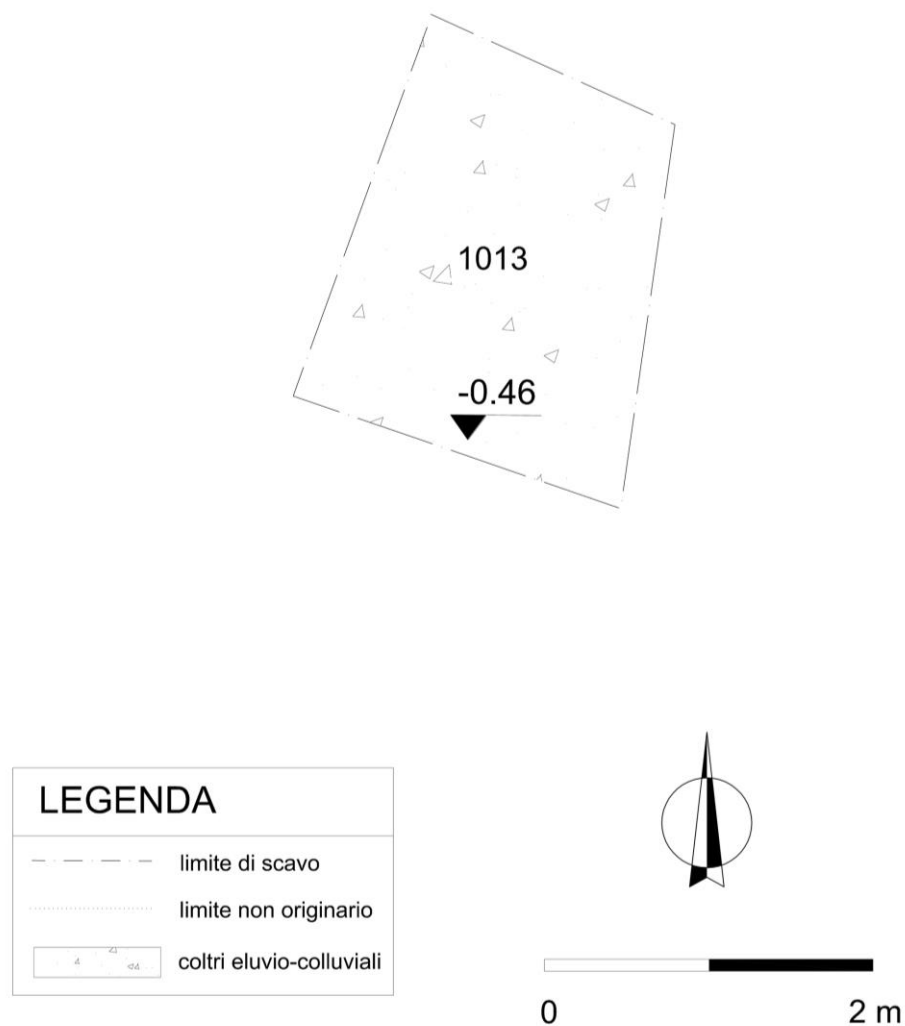 1013
-0.46
LEGENDA
limite di scavo
limite non originario
coltri eluvio-colluviali
0 2 m